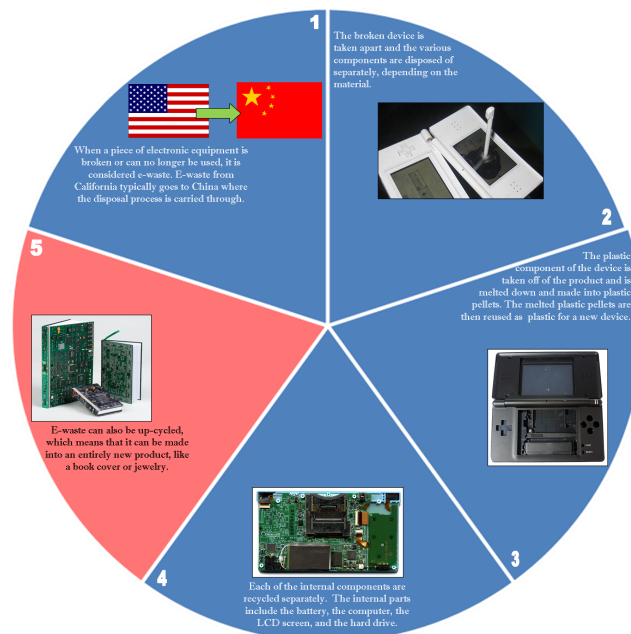 1
When a piece of electronic equipment is
broken or can no longer be used, it is
considered e-waste. E-waste from
California typically goes to China where
the disposal process is carried through.
The broken device is
taken apart and the various
components are disposed of
separately, depending on the
material.
2
The plastic
component of the device is
taken off of the product and is
melted down and made into plastic
pellets. The melted plastic pellets are
then reused as plastic for a new device.
3
Each of the internal components are
recycled separately. The internal parts
include the battery, the computer, the
LCD screen, and the hard drive.
4
5
E-waste can also be up-cycled,
which means that it can be made
into an entirely new product, like
a book cover or jewelry.